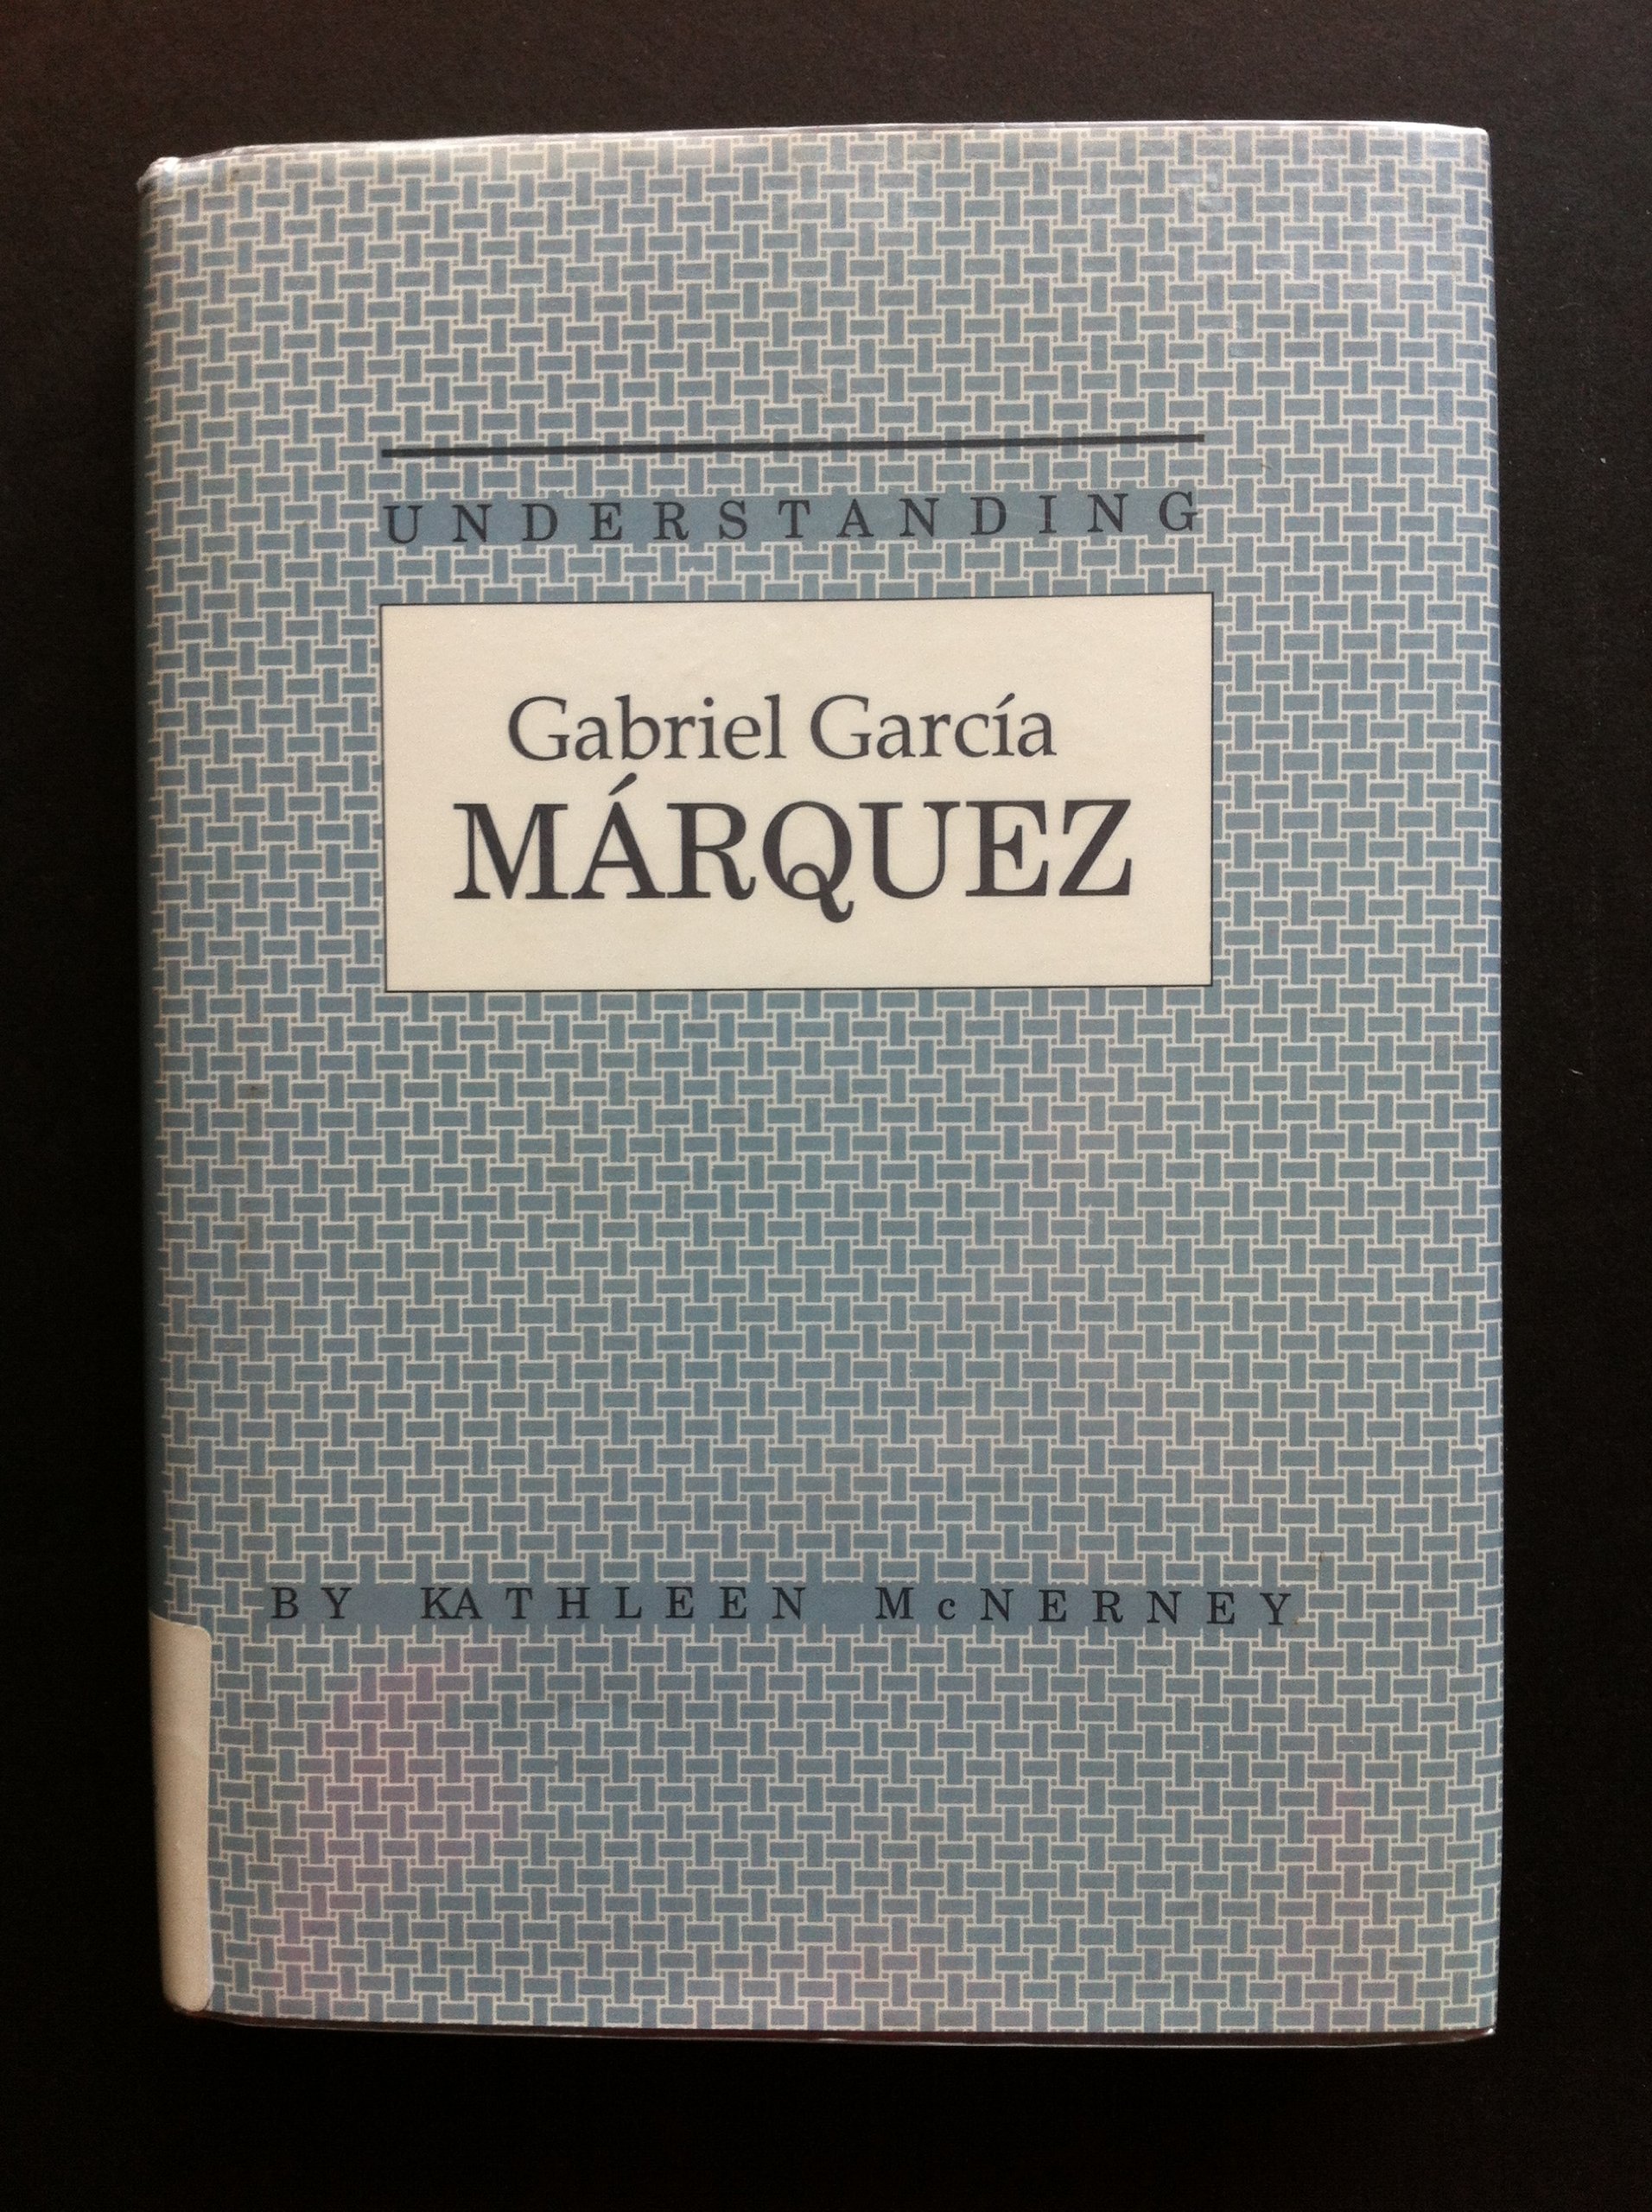 UNDERSTANDING
Gabriel García
MÁRQUEZ
BY KATHLEEN McNERNEY